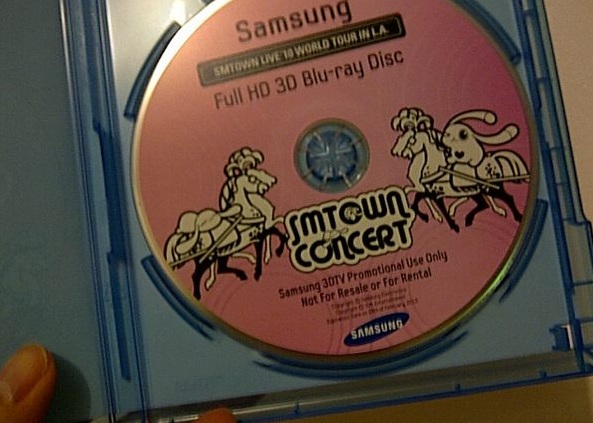 Samsung
SMTOWN LIVE '10 WORLD TOUR IN L.A.
Full HD 3D Blu-ray Disc
SMTOWN
CONCERT
Samsung 3DTV Promotional Use Only
Not For Resale or For Rental
SAMSUNG